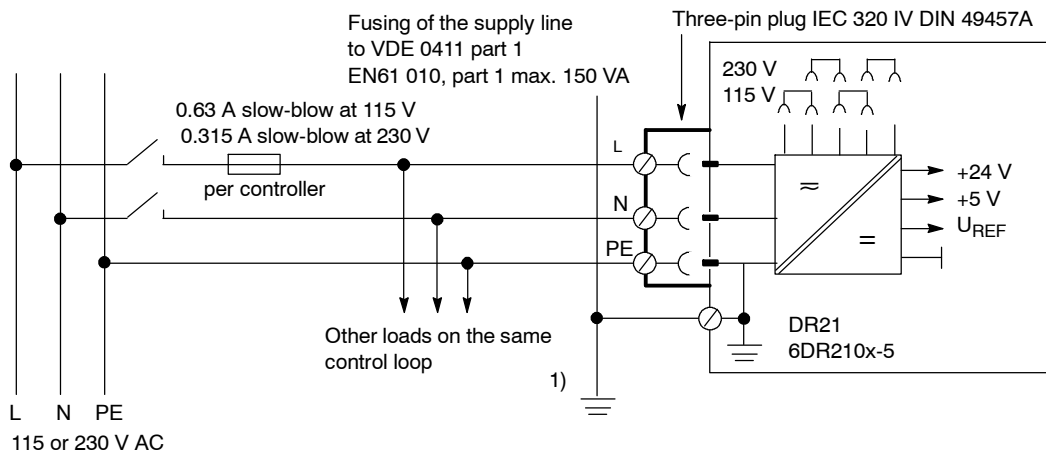 Fusing of the supply line
to VDE 0411 part 1
EN61 010, part 1 max. 150 VA
Three-pin plug IEC 320 IV DIN 49457A
230 V
115 V
0.63 A slow-blow at 115 V
0.315 A slow-blow at 230 V
per controller
L
N
PE
≈
=
+24 V
+5 V
UREF
Other loads on the same
control loop
DR21
6DR210x-5
1)
L N PE
115 or 230 V AC